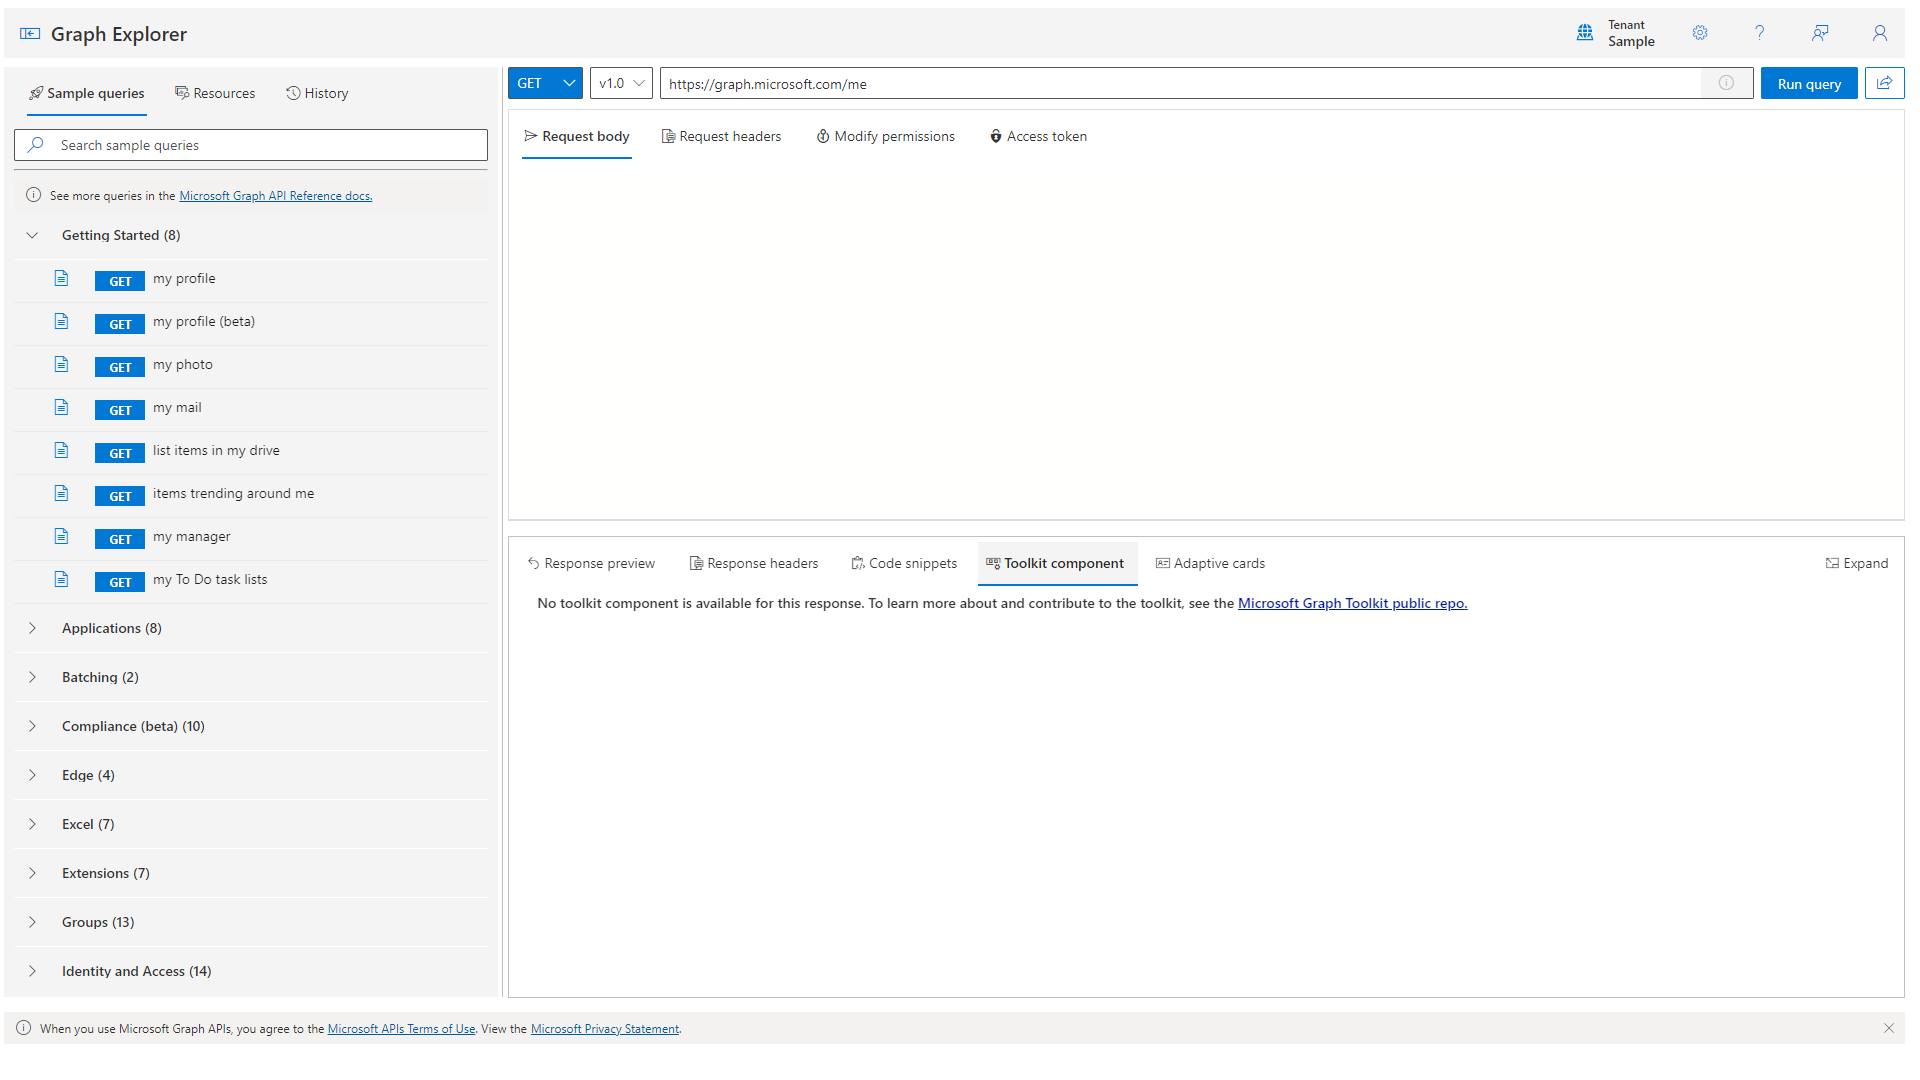 Graph Explorer
Tenant
Sample
Sample queries
Resources
History
Search sample queries
See more queries in the Microsoft Graph API Reference docs.
Getting Started (8)
GET my profile
GET my profile (beta)
GET my photo
GET my mail
GET list items in my drive
GET items trending around me
GET my manager
GET my To Do task lists
Applications (8)
Batching (2)
Compliance (beta) (10)
Edge (4)
Excel (7)
Extensions (7)
Groups (13)
Identity and Access (14)
GET
v1.0
https://graph.microsoft.com/me
Run query
Request body
Request headers
Modify permissions
Access token
Response preview
Response headers
Code snippets
Toolkit component
Adaptive cards
Expand
No toolkit component is available for this response. To learn more about and contribute to the toolkit, see the Microsoft Graph Toolkit public repo.
When you use Microsoft Graph APIs, you agree to the Microsoft APIs Terms of Use. View the Microsoft Privacy Statement.